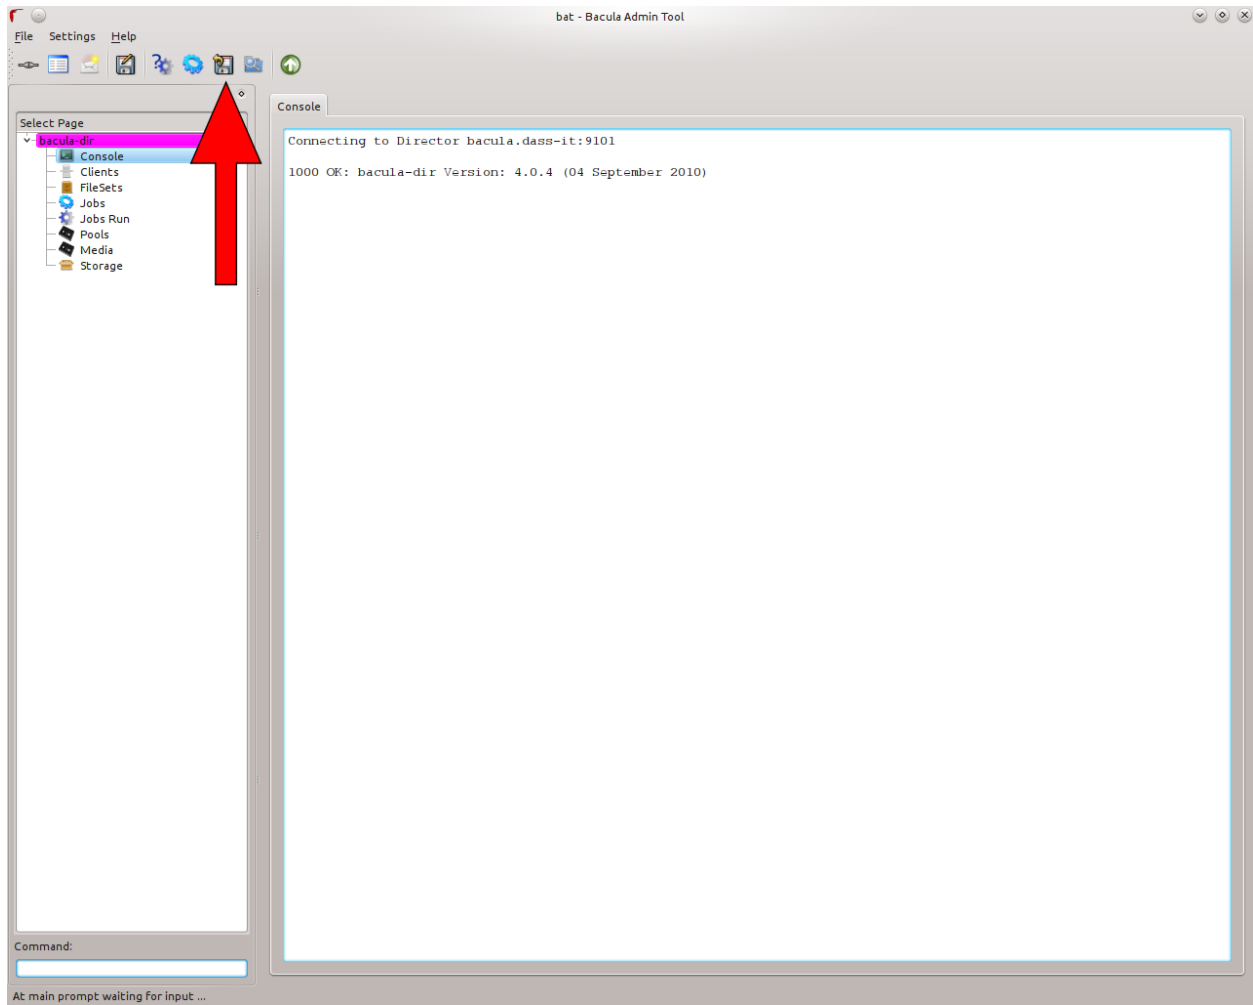 bat - Bacula Admin Tool
File Settings Help
Select Page
bacula-dir
Console
Clients
FileSets
Jobs
Jobs Run
Pools
Media
Storage
Command:
Console
Connecting to Director bacula.dass-it:9101
1000 OK: bacula-dir Version: 4.0.4 (04 September 2010)
At main prompt waiting for input ...